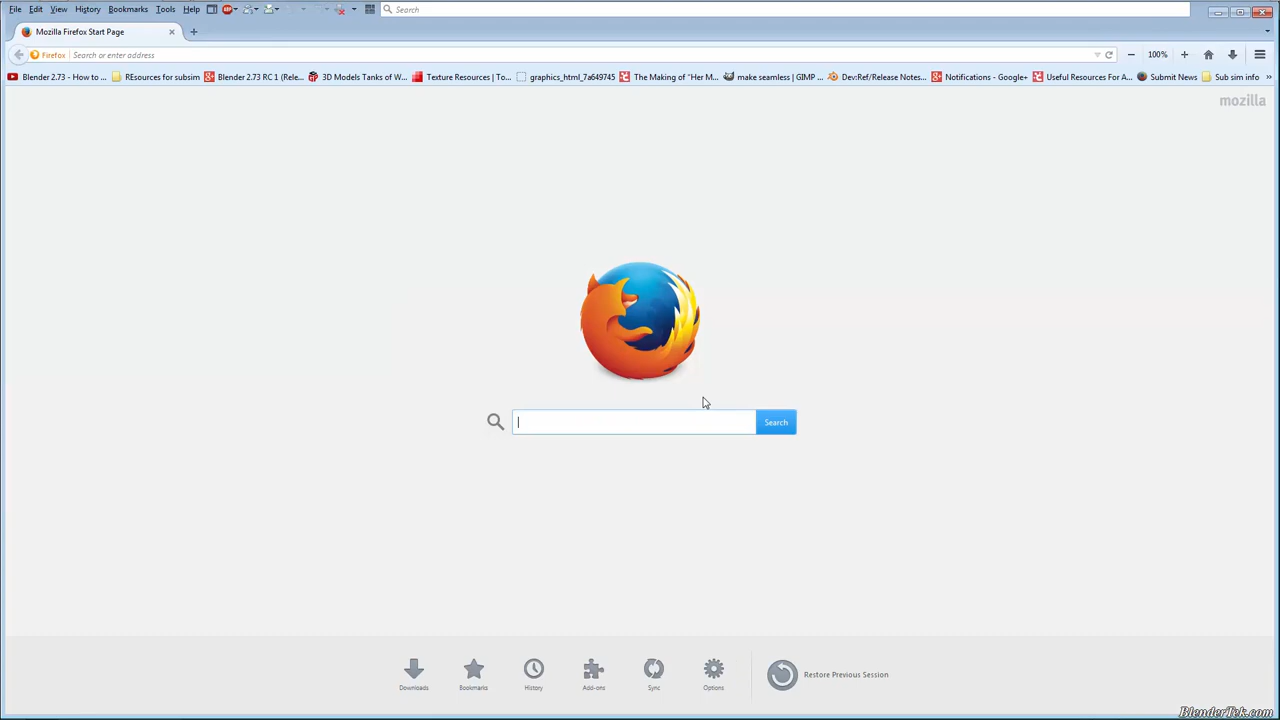 File Edit View History Bookmarks Tools Help ABP Search
Mozilla Firefox Start Page
Firefox Search or enter address 100%
Blender 2.73 - How to ... REsources for subsim Blender 2.73 RC 1 (Rele... 3D Models Tanks of W... Texture Resources | To... graphics_html_7a649745 The Making of "Her M... make seamless | GIMP ... Dev:Ref/Release Notes... Notifications - Google+ Useful Resources For A... Submit News Sub sim info
mozilla
Search
Downloads Bookmarks History Add-ons Sync Options Restore Previous Session
BlenderTek.com